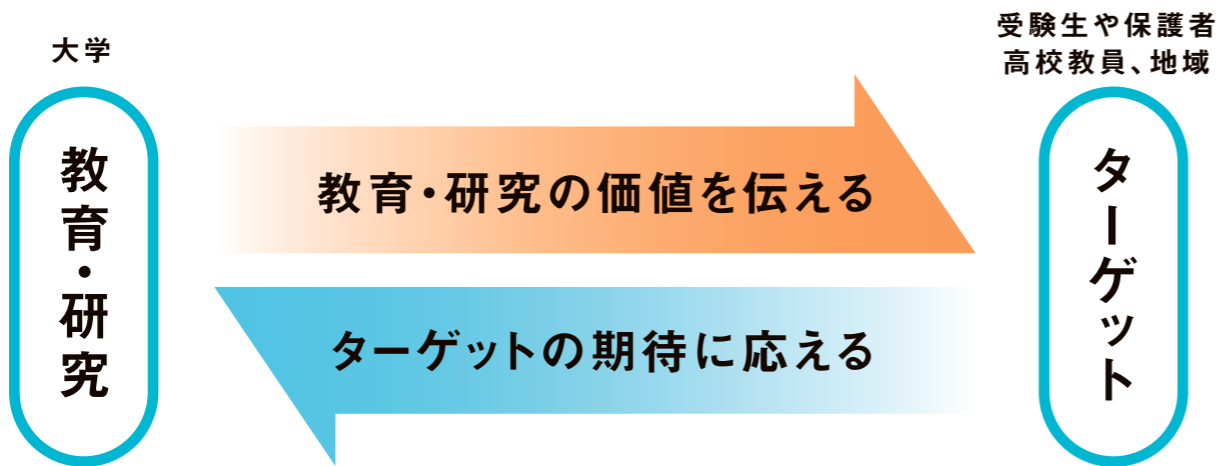 大学
教育・研究
教育・研究の価値を伝える
ターゲットの期待に応える
受験生や保護者
高校教員、地域
ターゲット